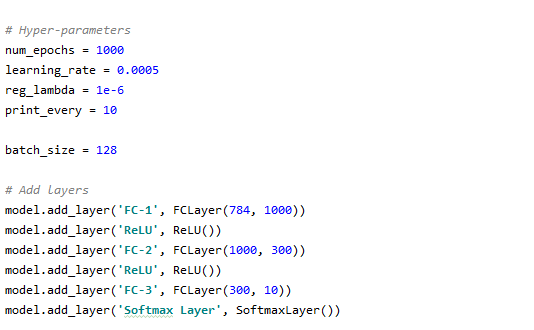 # Hyper-parameters
num_epochs = 1000
learning_rate = 0.0005
reg_lambda = 1e-6
print_every = 10
batch_size = 128
# Add layers
model.add_layer('FC-1', FCLayer(784, 1000))
model.add_layer('ReLU', ReLU())
model.add_layer('FC-2', FCLayer(1000, 300))
model.add_layer('ReLU', ReLU())
model.add_layer('FC-3', FCLayer(300, 10))
model.add_layer('Softmax Layer', SoftmaxLayer())